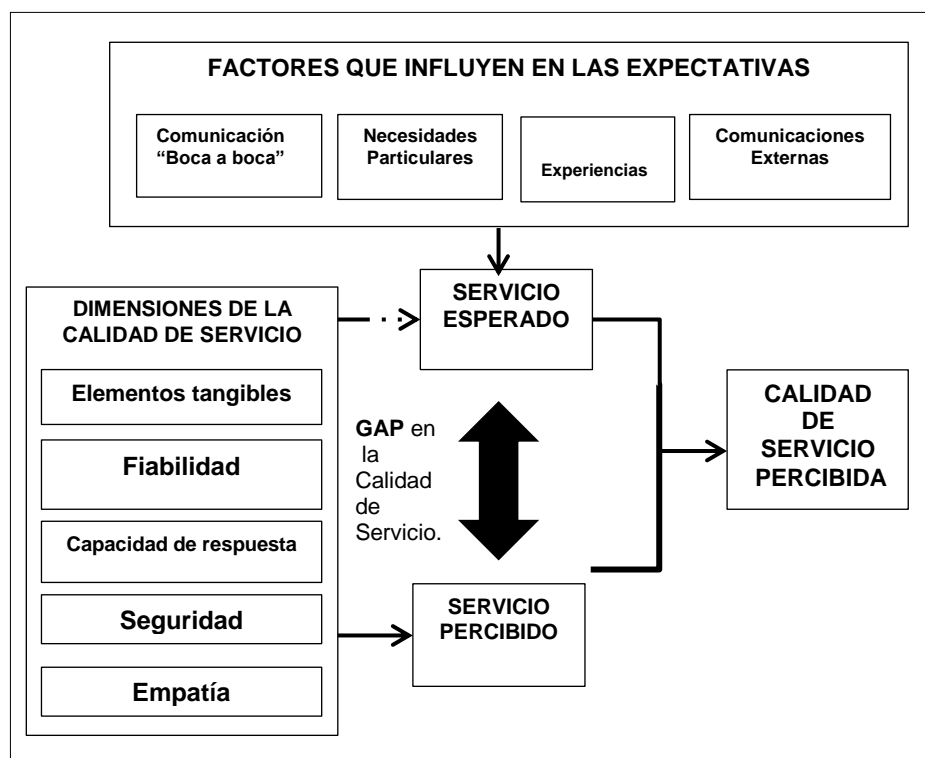 FACTORES QUE INFLUYEN EN LAS EXPECTATIVAS
Comunicación
“Boca a boca”
Necesidades
Particulares
Experiencias
Comunicaciones
Externas
DIMENSIONES DE LA
CALIDAD DE SERVICIO
Elementos tangibles
Fiabilidad
Capacidad de respuesta
Seguridad
Empatía
SERVICIO
ESPERADO
GAP en
la
Calidad
de
Servicio.
SERVICIO
PERCIBIDO
CALIDAD
DE
SERVICIO
PERCIBIDA